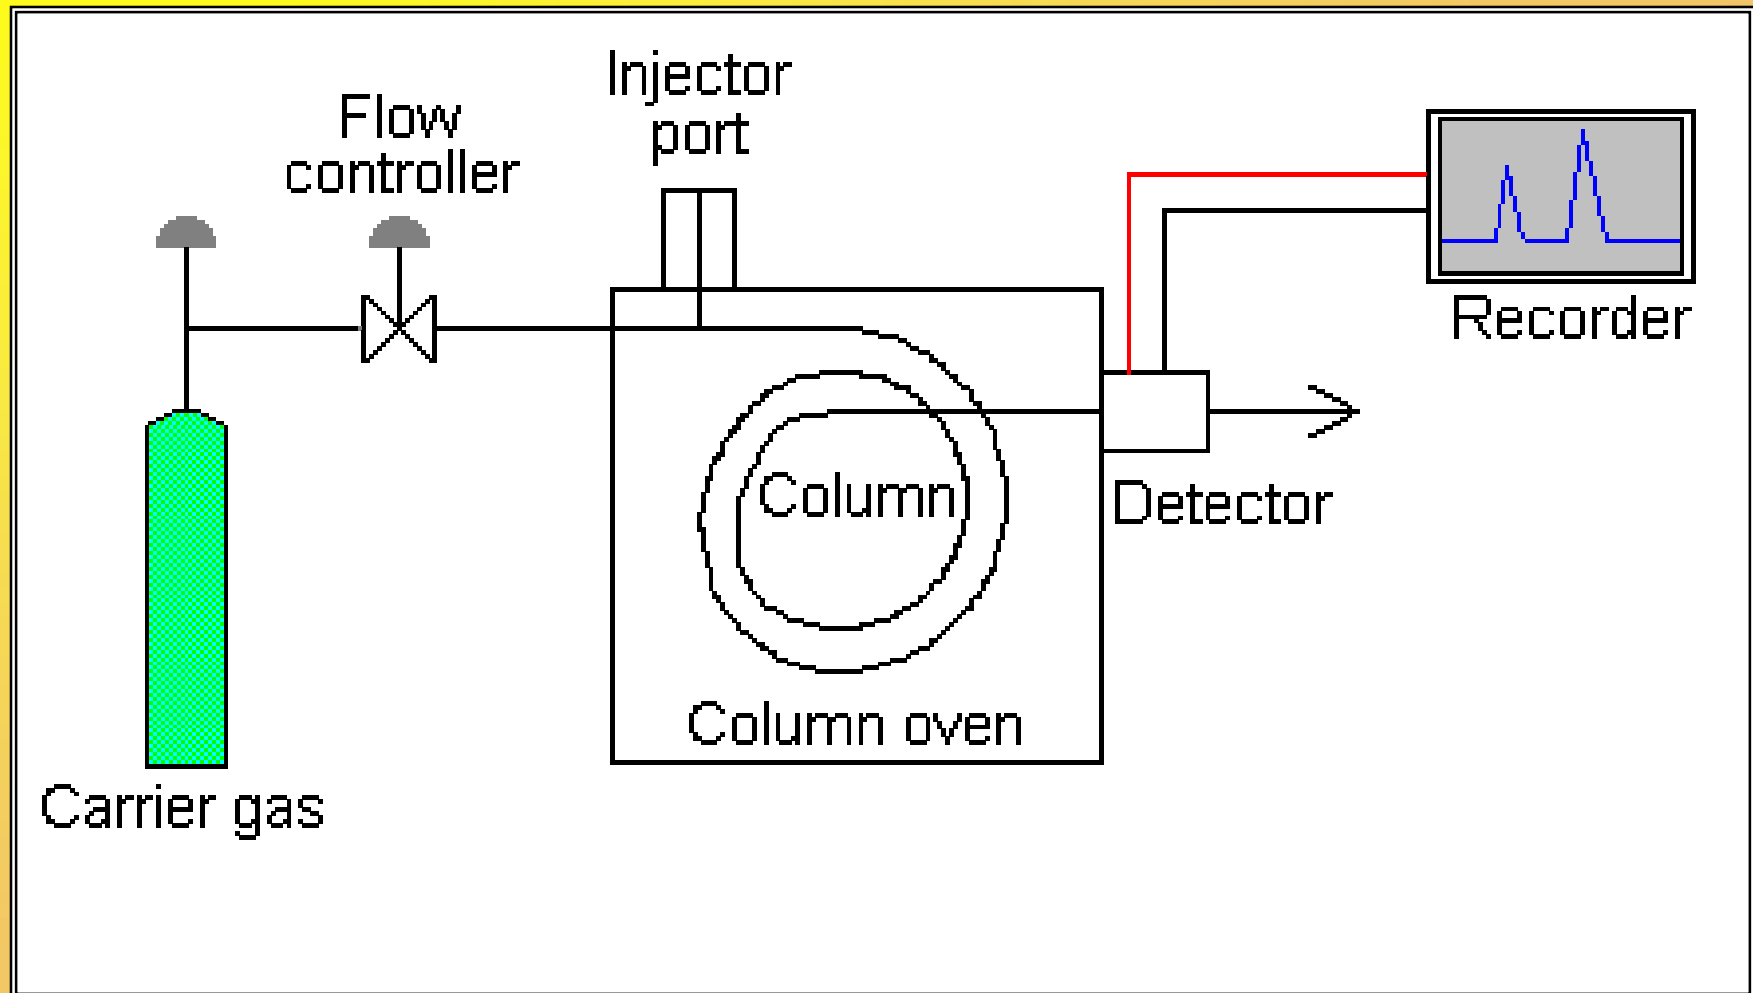 Injector
port
Flow
controller
Recorder
Column
Detector
Column oven
Carrier gas